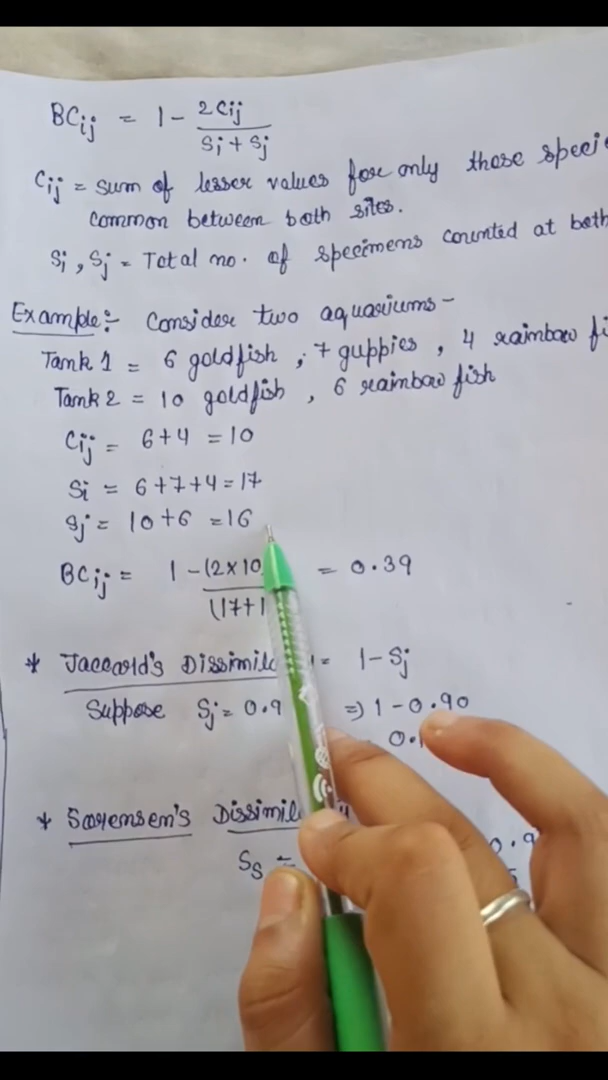 BCij = 1 - 2Cij / Si + Sj
Cij = sum of lesser values for only those speci
common between both sites.
Si, Sj = Total no. of specimens counted at both
Example:- Consider two aquariums -
Tank 1 = 6 goldfish, 7 guppies, 4 rainbow fi
Tank 2 = 10 goldfish, 6 rainbow fish
Cij = 6+4 = 10
Si = 6+7+4 = 17
Sj = 10+6 = 16
BCij = 1 - (2×10 / (17+1 = 0.39
* Jaccard's Dissimila = 1 - Sj
Suppose Sj = 0.9 => 1 - 0.90
0.
* Sorensen's Dissimil
Ss = 0.9